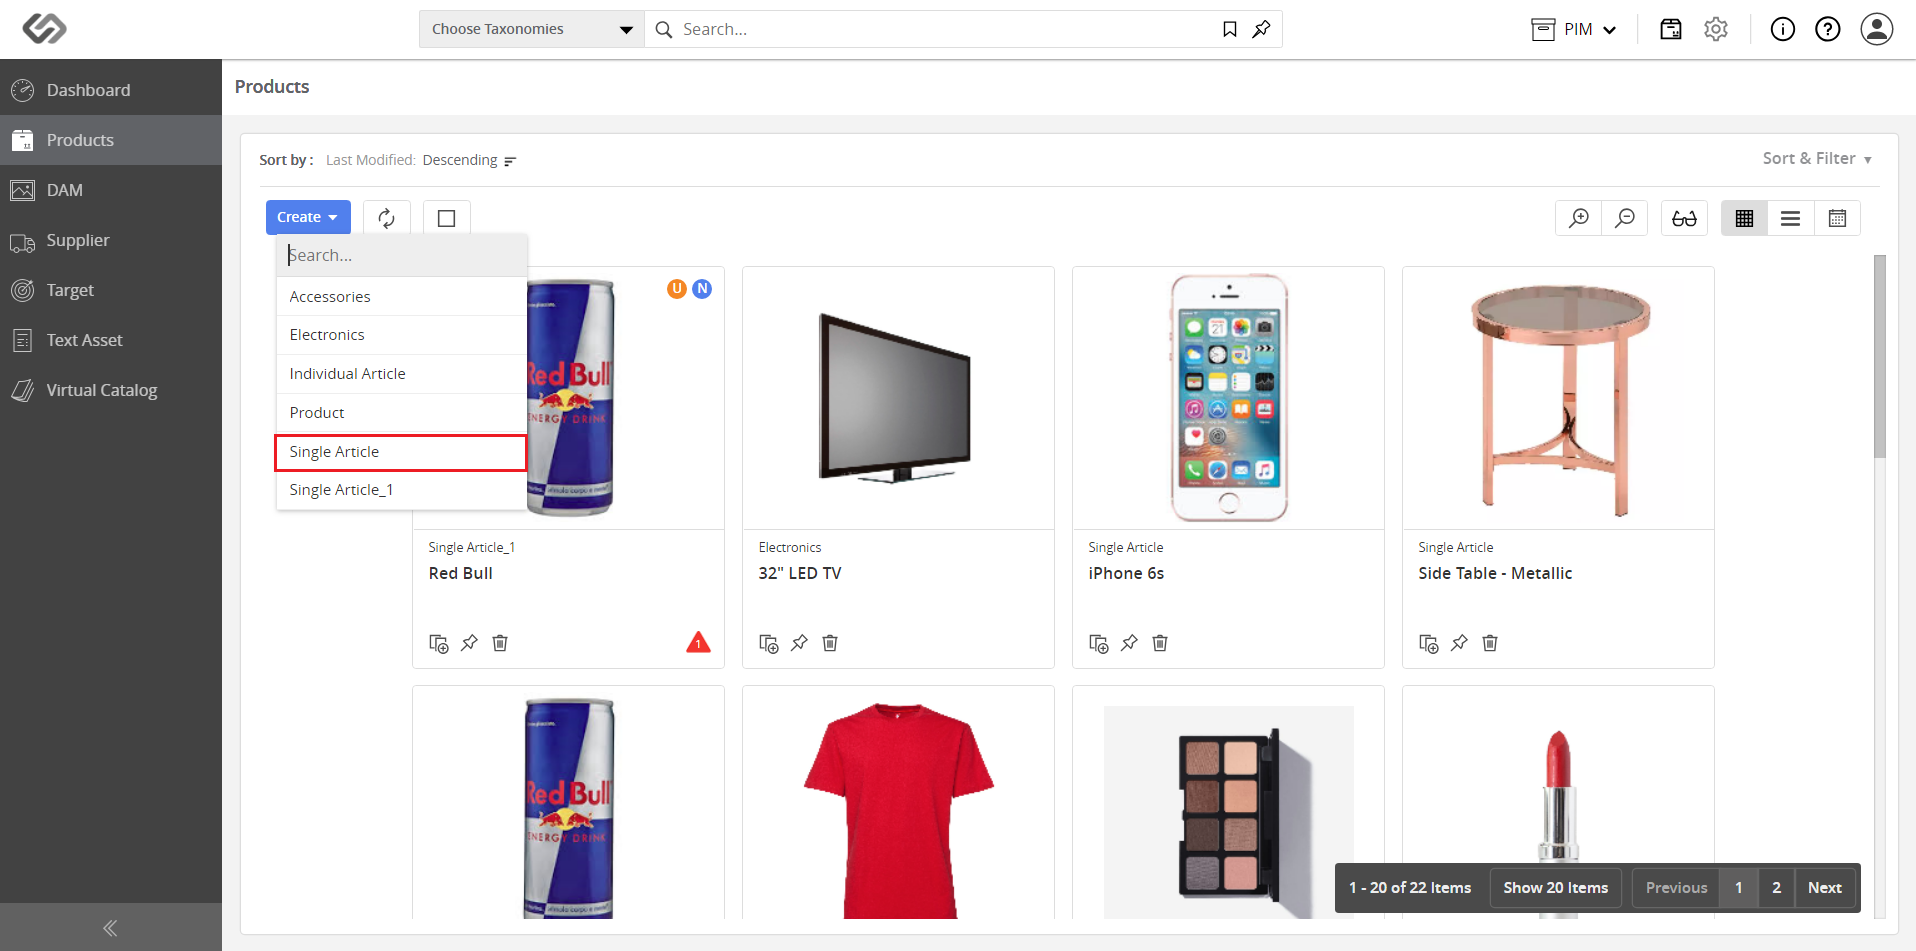 Choose Taxonomies
Search...
PIM
Dashboard
Products
DAM
Supplier
Target
Text Asset
Virtual Catalog
Products
Sort by : Last Modified: Descending
Sort & Filter
Create
Search...
Accessories
Electronics
Individual Article
Product
Single Article
Single Article_1
U N
Red Bull
ENERGY DRINK
Single Article_1
Red Bull
1
Electronics
32" LED TV
Single Article
iPhone 6s
Single Article
Side Table - Metallic
Red Bull
ENERGY DRINK
1 - 20 of 22 Items
Show 20 Items
Previous 1 2 Next